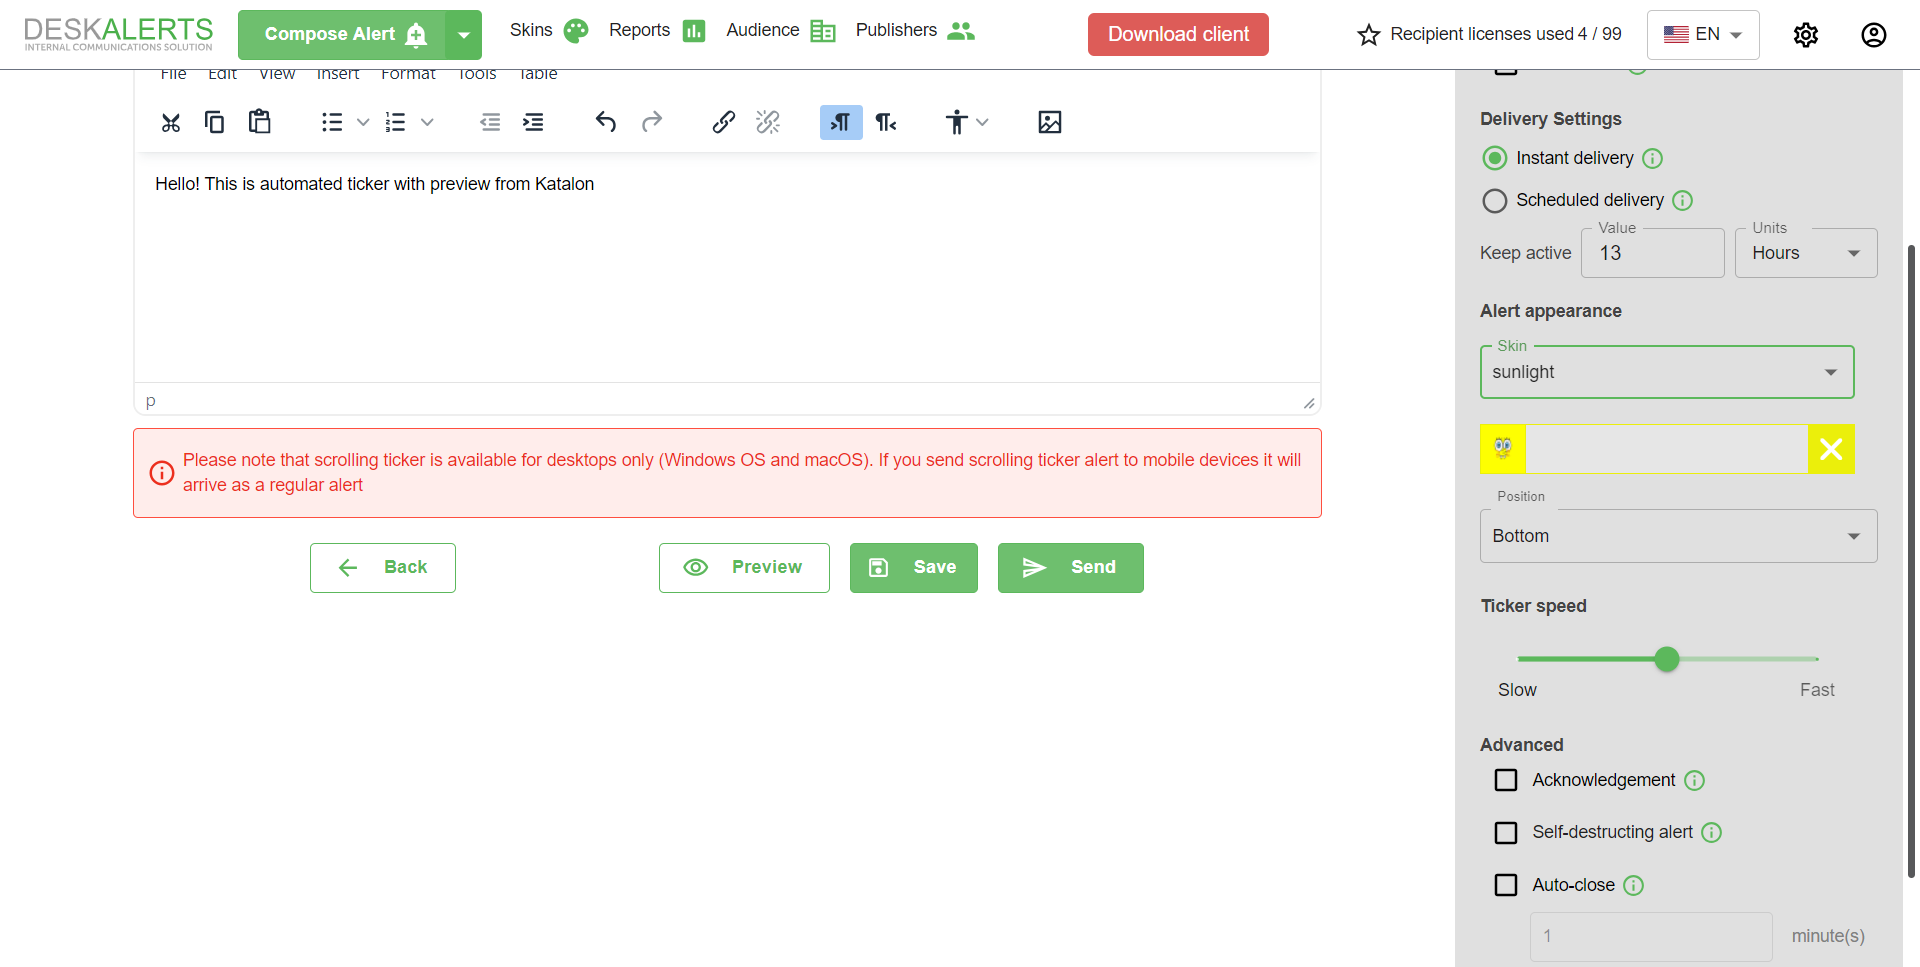 DESKALERTS
INTERNAL COMMUNICATIONS SOLUTION
Compose Alert
Skins
Reports
Audience
Publishers
Download client
Recipient licenses used 4 / 99
EN
File Edit View Insert Format Tools Table
Hello! This is automated ticker with preview from Katalon
p
Please note that scrolling ticker is available for desktops only (Windows OS and macOS). If you send scrolling ticker alert to mobile devices it will
arrive as a regular alert
Back
Preview
Save
Send
Delivery Settings
Instant delivery
Scheduled delivery
Keep active
Value
13
Units
Hours
Alert appearance
Skin
sunlight
Position
Bottom
Ticker speed
Slow
Fast
Advanced
Acknowledgement
Self-destructing alert
Auto-close
1
minute(s)